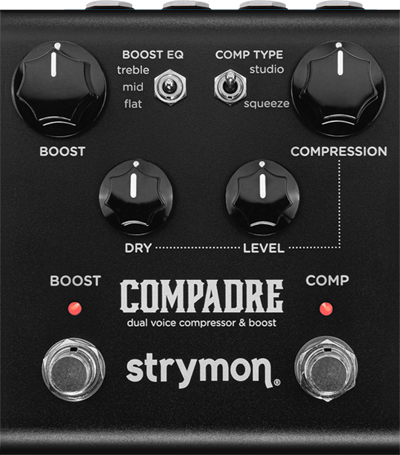 BOOST EQ
treble
mid
flat
COMP TYPE
studio
squeeze
BOOST
COMPRESSION
DRY
LEVEL
BOOST
COMP
COMPADRE
dual voice compressor & boost
strymon®